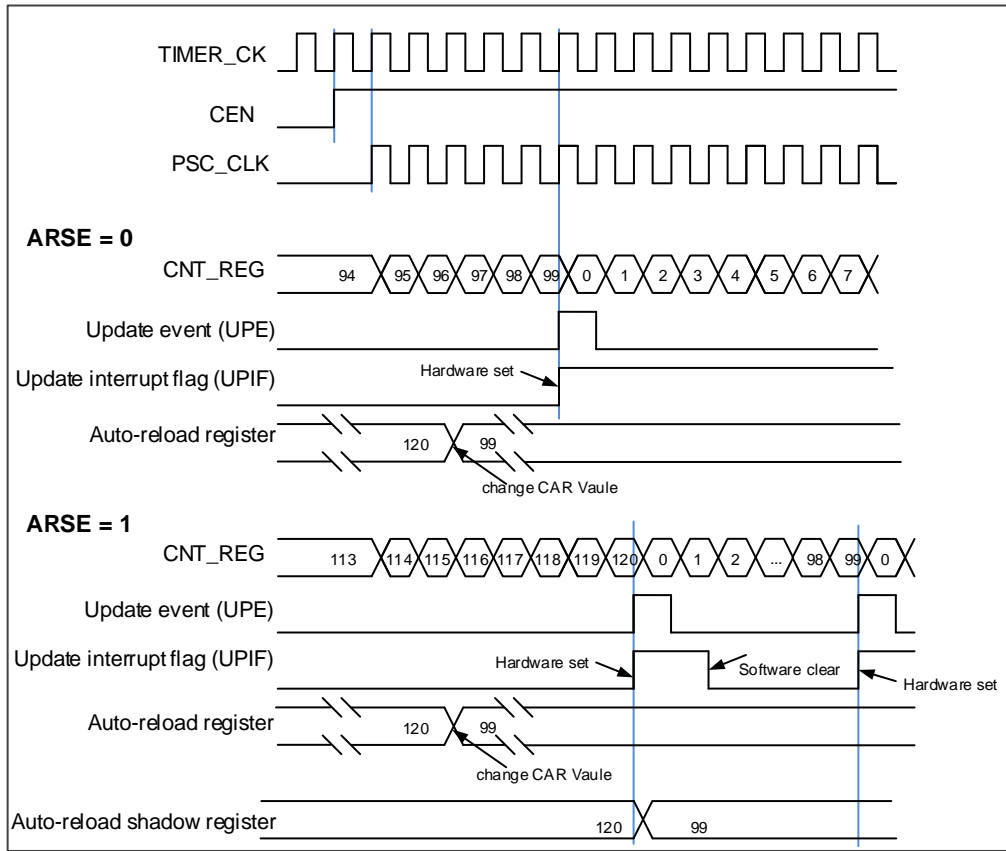 TIMER_CK
CEN
PSC_CLK
ARSE = 0
CNT_REG 94 95 96 97 98 99 0 1 2 3 4 5 6 7
Update event (UPE)
Update interrupt flag (UPIF) Hardware set
Auto-reload register 120 99
change CAR Vaule
ARSE = 1
CNT_REG 113 114 115 116 117 118 119 120 0 1 2 ... 98 99 0
Update event (UPE)
Update interrupt flag (UPIF) Hardware set Software clear Hardware set
Auto-reload register 120 99
change CAR Vaule
Auto-reload shadow register 120 99